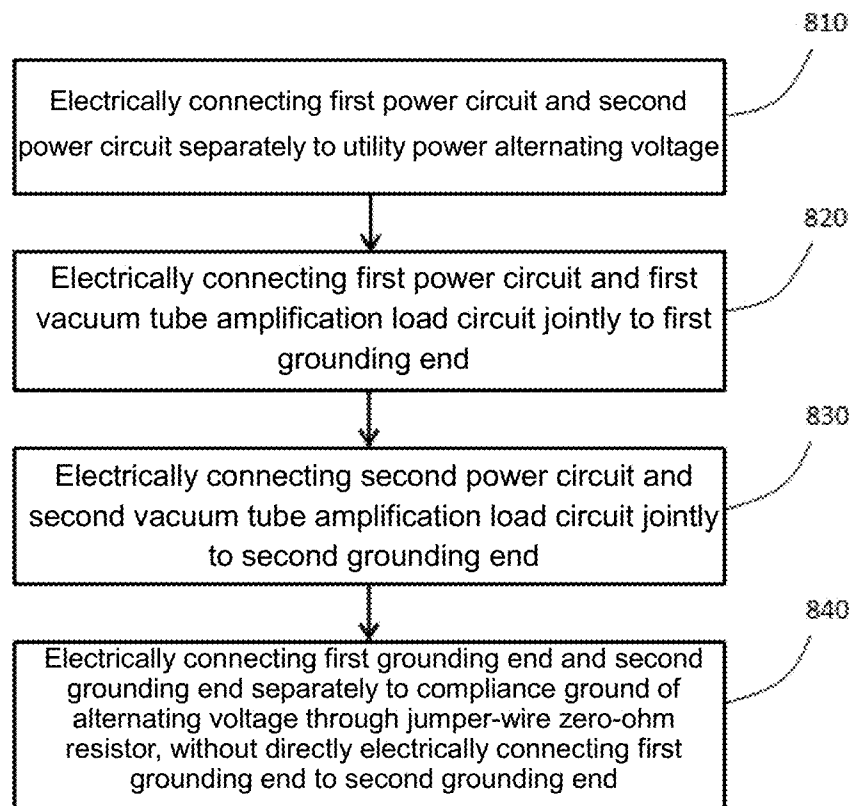 810
Electrically connecting first power circuit and second
power circuit separately to utility power alternating voltage
820
Electrically connecting first power circuit and first
vacuum tube amplification load circuit jointly to first
grounding end
830
Electrically connecting second power circuit and
second vacuum tube amplification load circuit jointly
to second grounding end
840
Electrically connecting first grounding end and second
grounding end separately to compliance ground of
alternating voltage through jumper-wire zero-ohm
resistor, without directly electrically connecting first
grounding end to second grounding end